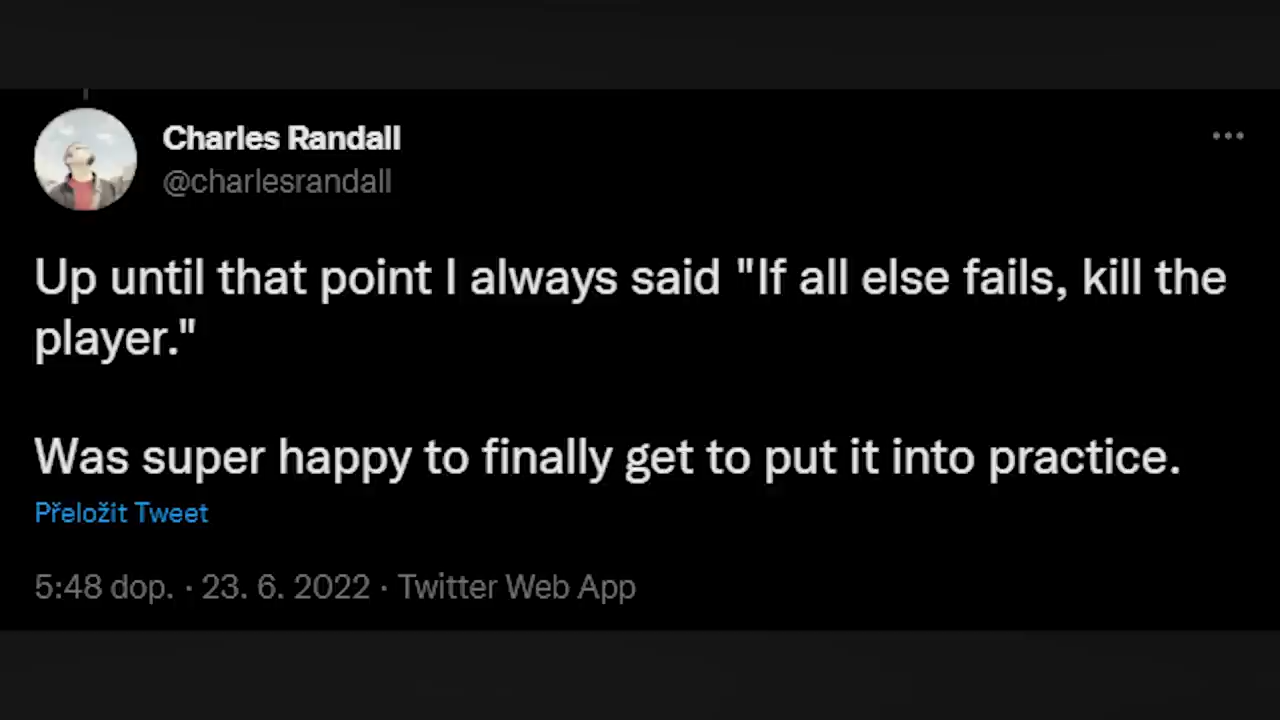 Charles Randall
@charlesrandall
Up until that point I always said "If all else fails, kill the
player."
Was super happy to finally get to put it into practice.
Přeložit Tweet
5:48 dop. · 23. 6. 2022 · Twitter Web App